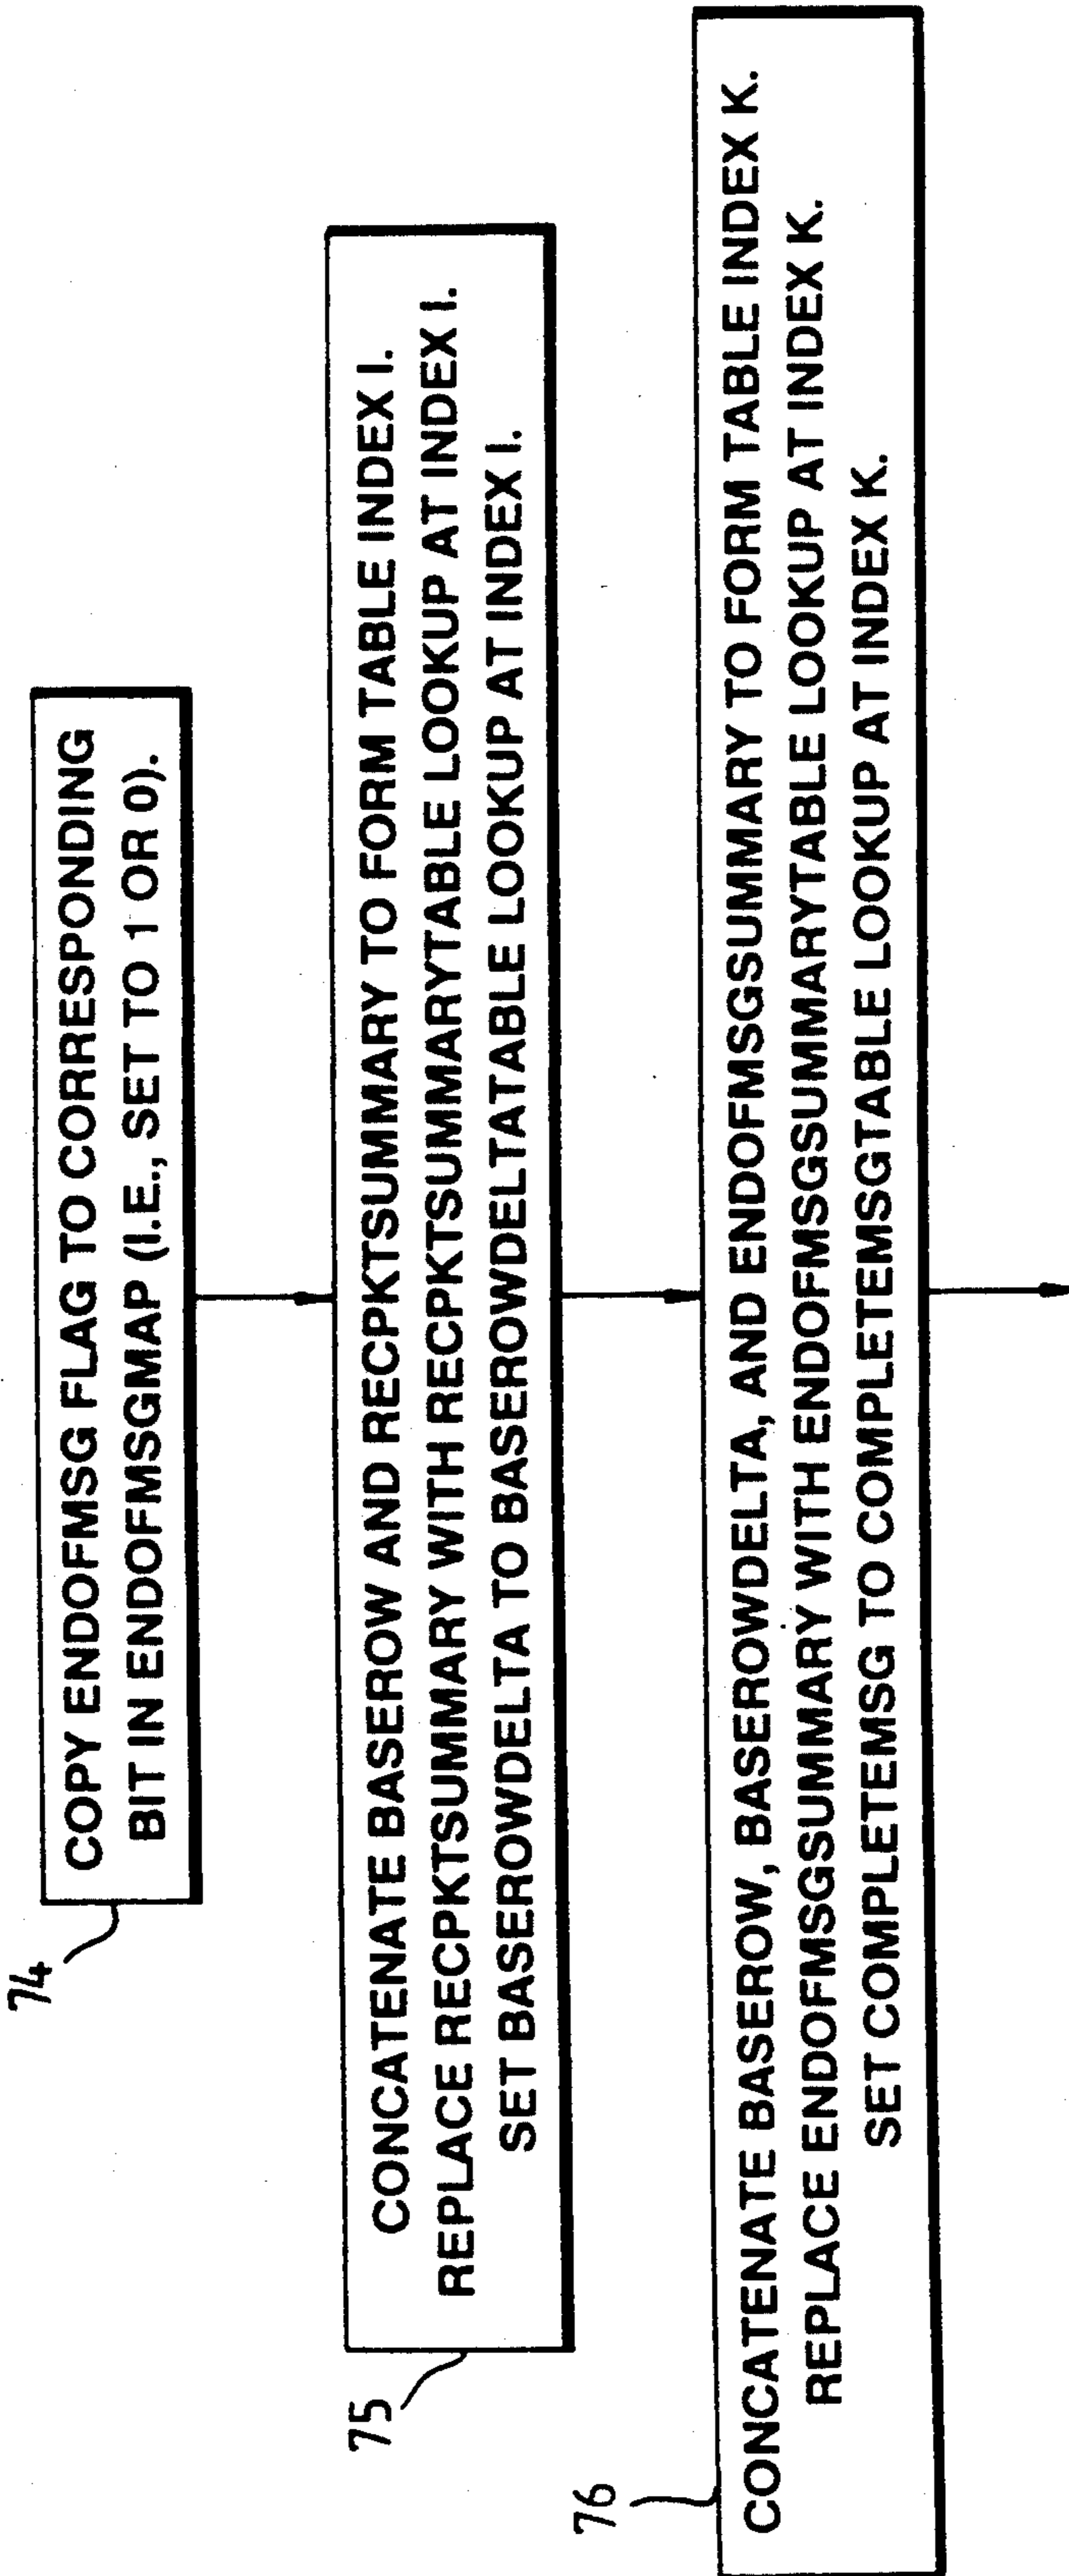 74
COPY ENDOFMSG FLAG TO CORRESPONDING
BIT IN ENDOFMSGMAP (I.E., SET TO 1 OR 0).
75
CONCATENATE BASEROW AND RECPKTSUMMARY TO FORM TABLE INDEX I.
REPLACE RECPKTSUMMARY WITH RECPKTSUMMARYTABLE LOOKUP AT INDEX I.
SET BASEROWDELTA TO BASEROWDELTATABLE LOOKUP AT INDEX I.
76
CONCATENATE BASEROW, BASEROWDELTA, AND ENDOFMSGSUMMARY TO FORM TABLE INDEX K.
REPLACE ENDOFMSGSUMMARY WITH ENDOFMSGSUMMARYTABLE LOOKUP AT INDEX K.
SET COMPLETEMSG TO COMPLETEMSGTABLE LOOKUP AT INDEX K.